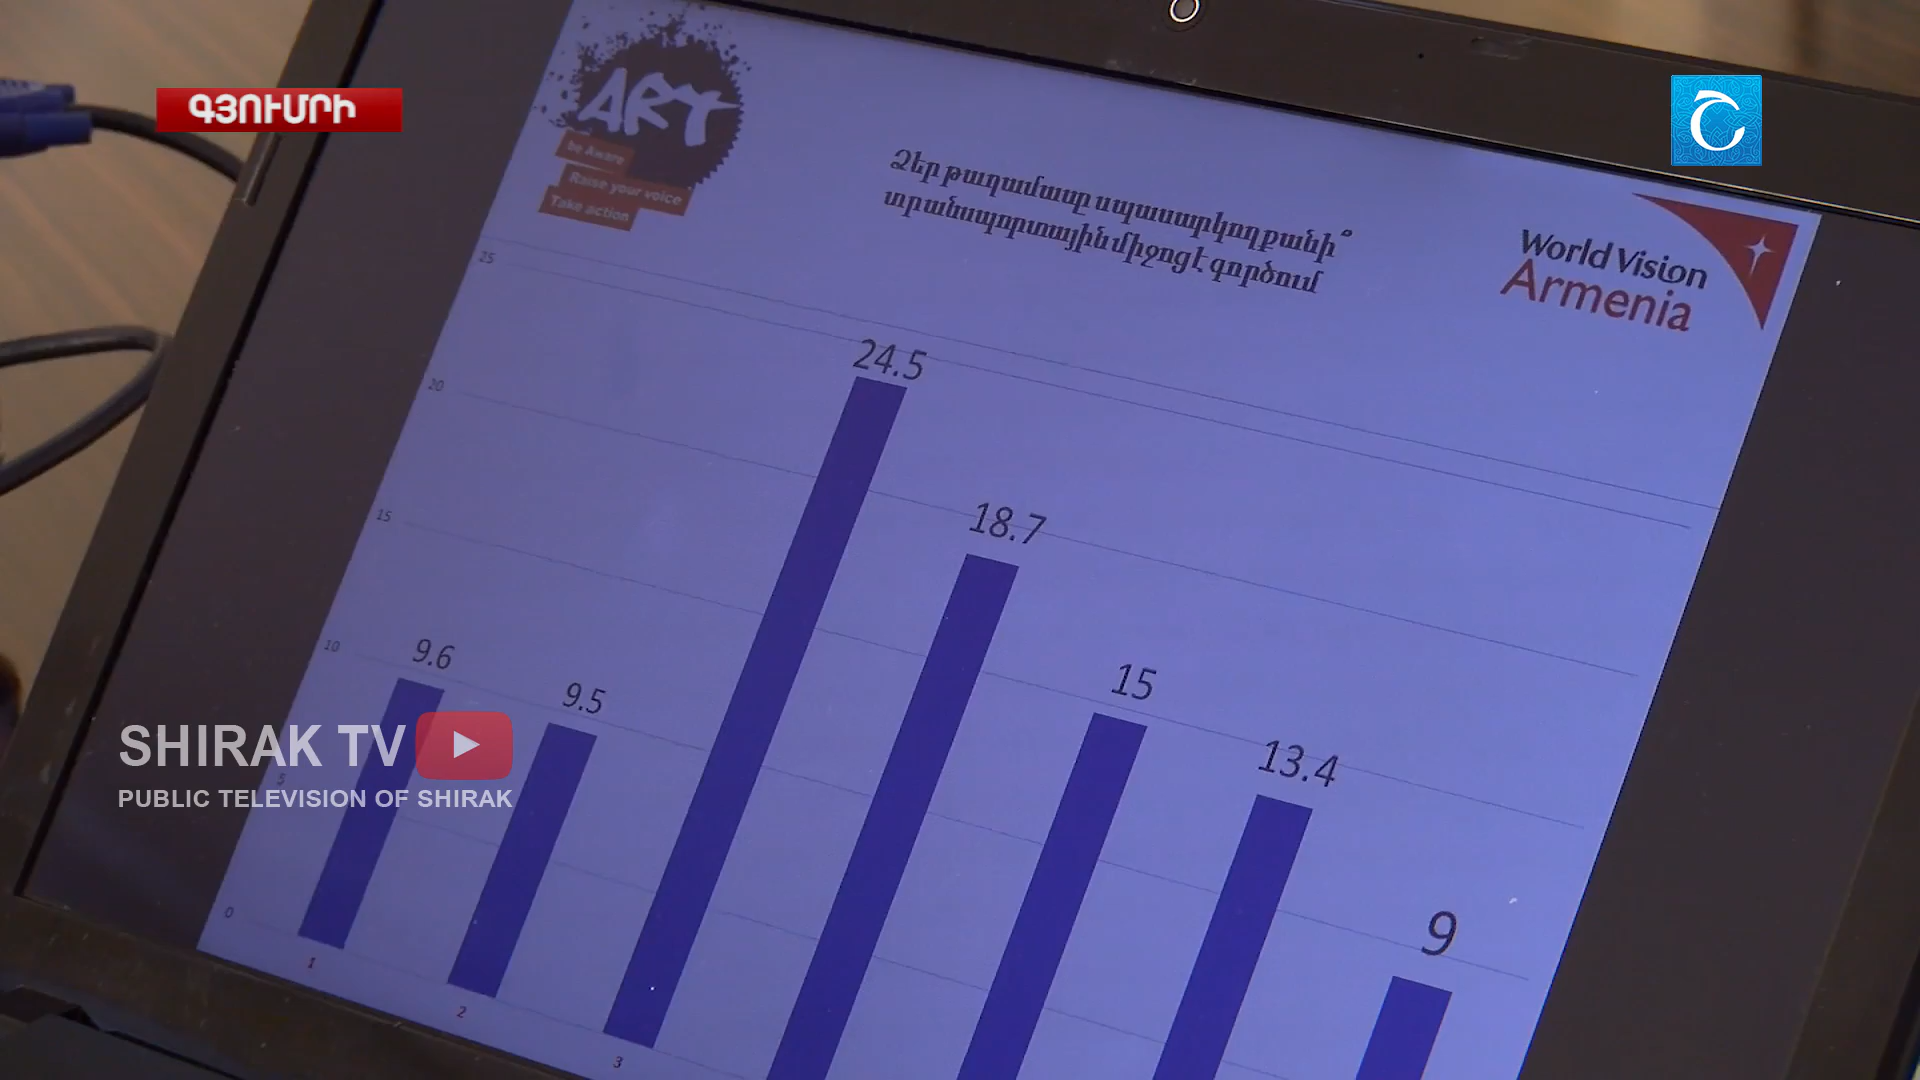 ԳՅՈՒՄՐԻ
ART
be Aware
Raise your voice
Take action
Ձեր թաղամասը սպասարկող քանի՞
տրանսպորտային միջոց է գործում
World Vision
Armenia
25
20
15
10
5
0
9.6
9.5
24.5
18.7
15
13.4
9
1
2
3
SHIRAK TV
PUBLIC TELEVISION OF SHIRAK